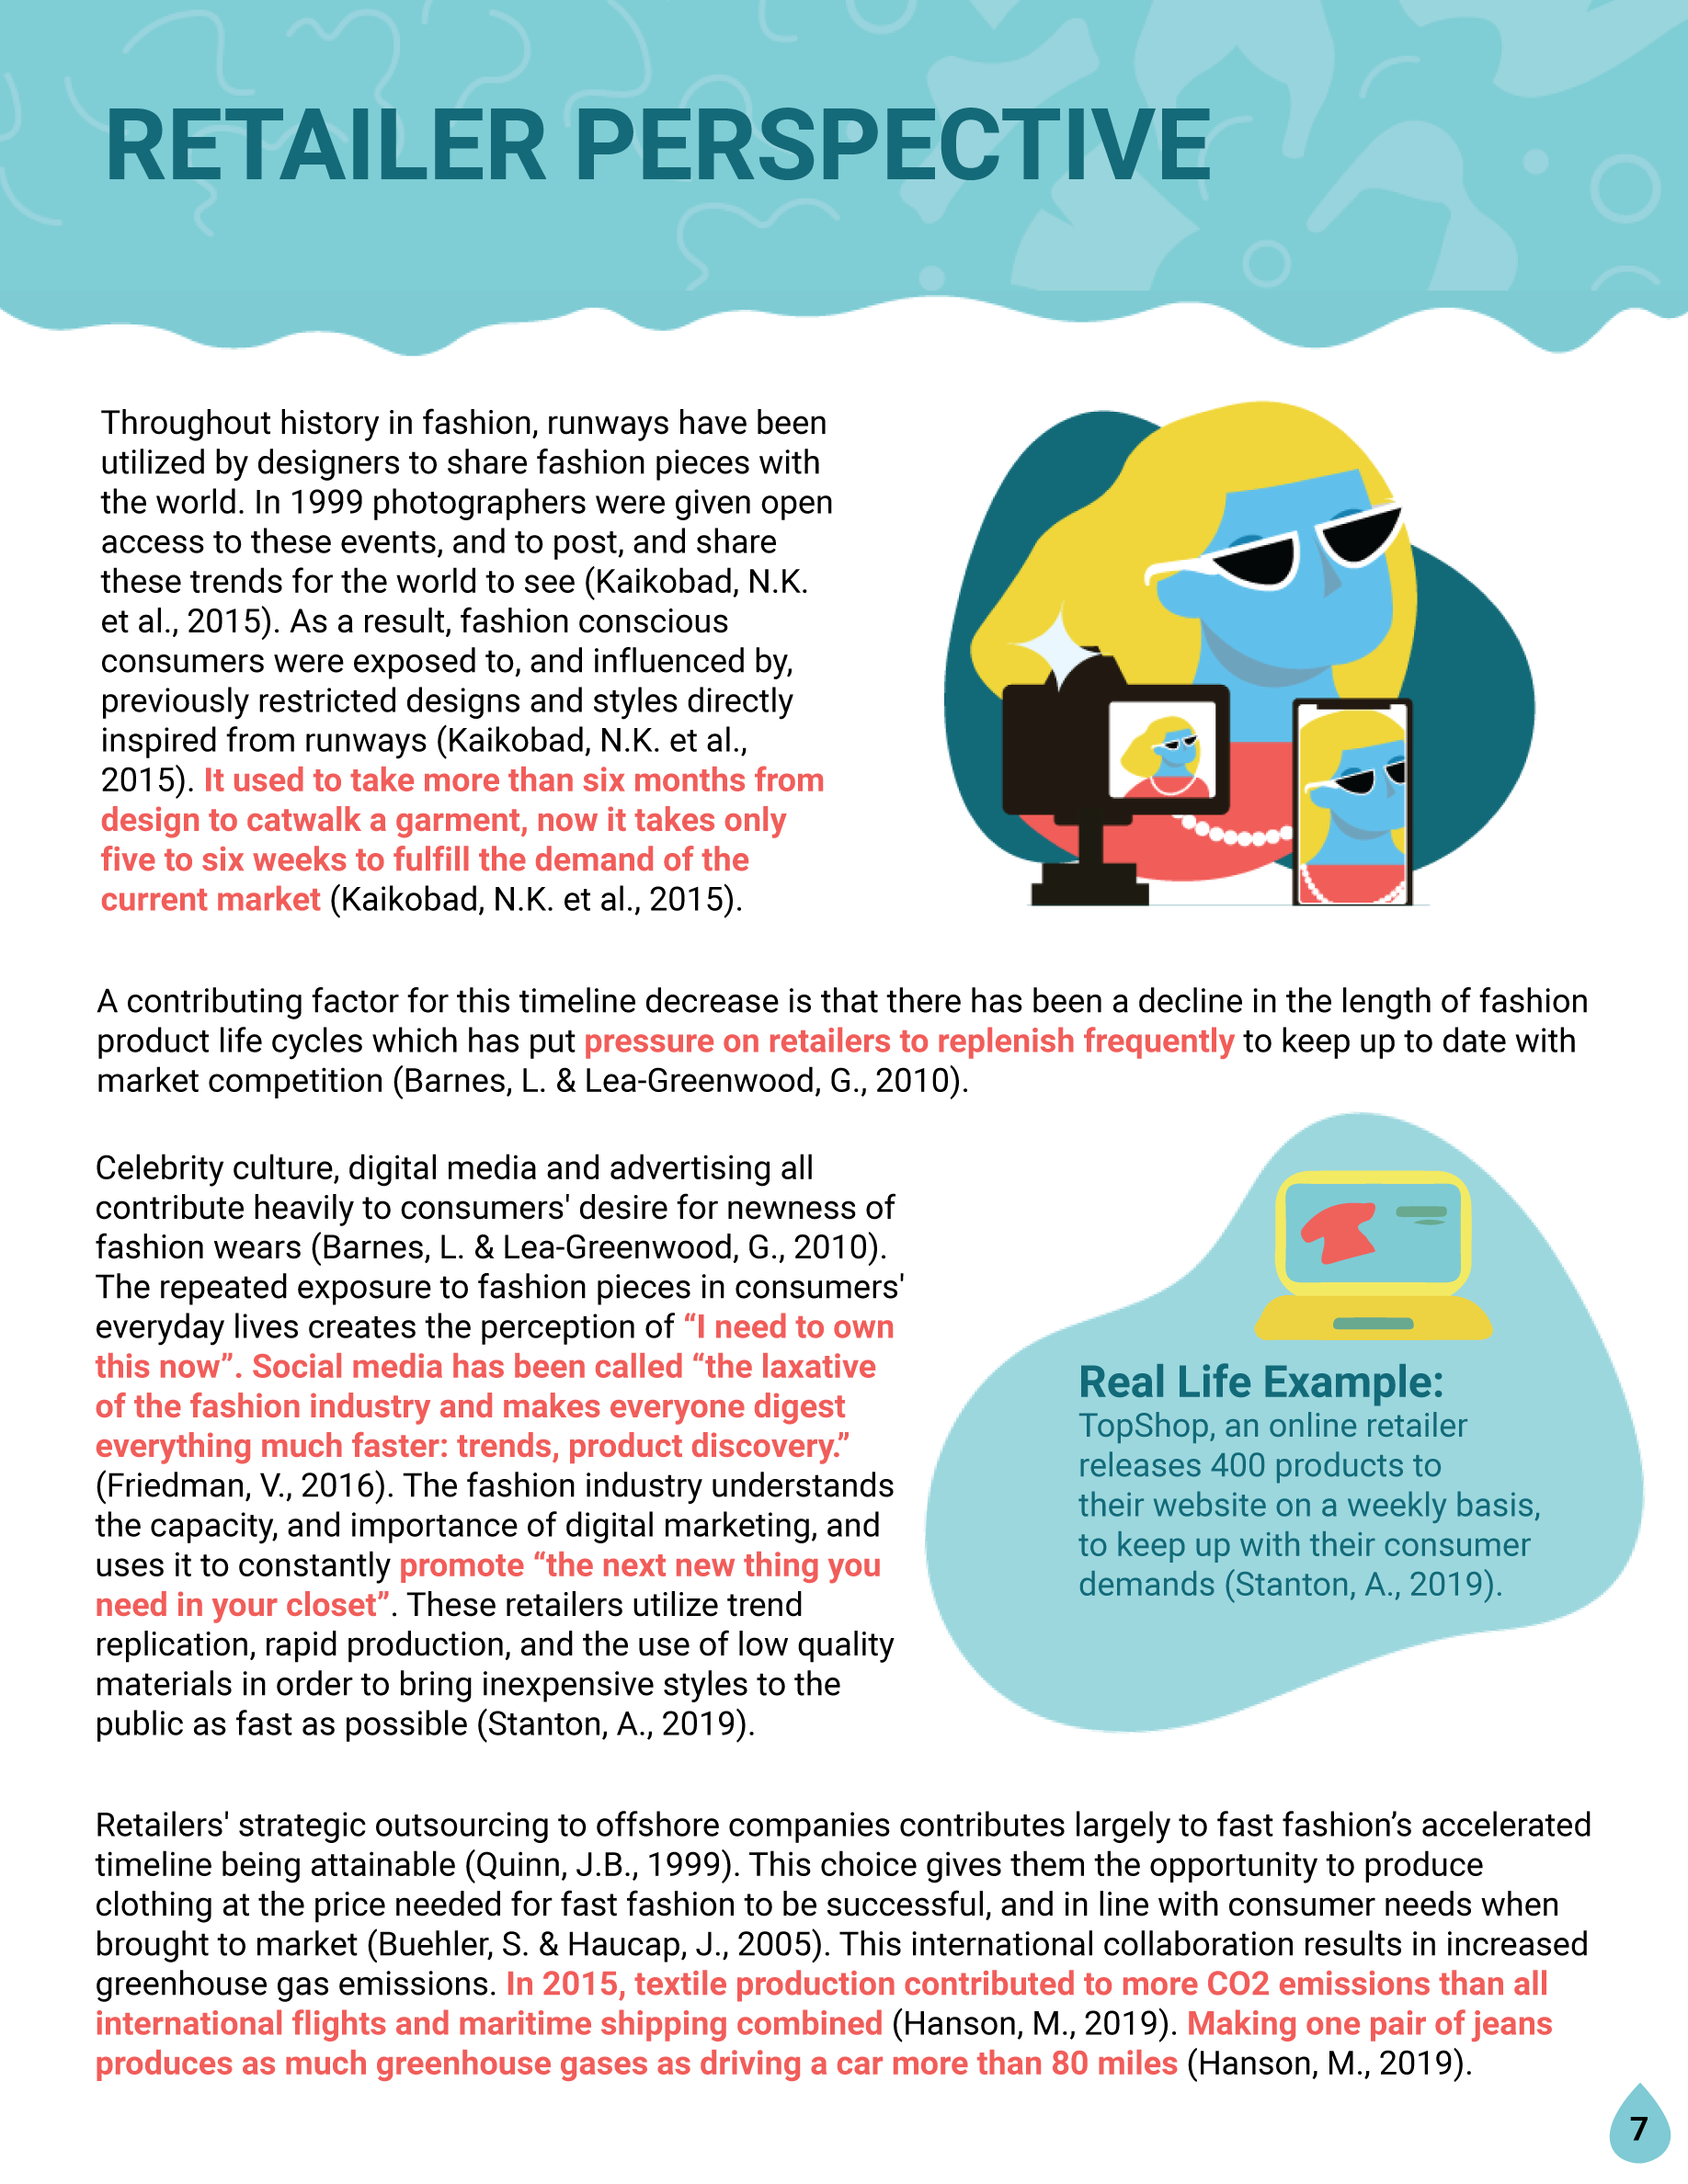 RETAILER PERSPECTIVE
Throughout history in fashion, runways have been
utilized by designers to share fashion pieces with
the world. In 1999 photographers were given open
access to these events, and to post, and share
these trends for the world to see (Kaikobad, N.K.
et al., 2015). As a result, fashion conscious
consumers were exposed to, and influenced by,
previously restricted designs and styles directly
inspired from runways (Kaikobad, N.K. et al.,
2015). It used to take more than six months from
design to catwalk a garment, now it takes only
five to six weeks to fulfill the demand of the
current market (Kaikobad, N.K. et al., 2015).
A contributing factor for this timeline decrease is that there has been a decline in the length of fashion
product life cycles which has put pressure on retailers to replenish frequently to keep up to date with
market competition (Barnes, L. & Lea-Greenwood, G., 2010).
Celebrity culture, digital media and advertising all
contribute heavily to consumers' desire for newness of
fashion wears (Barnes, L. & Lea-Greenwood, G., 2010).
The repeated exposure to fashion pieces in consumers'
everyday lives creates the perception of “I need to own
this now”. Social media has been called “the laxative
of the fashion industry and makes everyone digest
everything much faster: trends, product discovery.”
(Friedman, V., 2016). The fashion industry understands
the capacity, and importance of digital marketing, and
uses it to constantly promote “the next new thing you
need in your closet”. These retailers utilize trend
replication, rapid production, and the use of low quality
materials in order to bring inexpensive styles to the
public as fast as possible (Stanton, A., 2019).
Real Life Example:
TopShop, an online retailer
releases 400 products to
their website on a weekly basis,
to keep up with their consumer
demands (Stanton, A., 2019).
Retailers' strategic outsourcing to offshore companies contributes largely to fast fashion’s accelerated
timeline being attainable (Quinn, J.B., 1999). This choice gives them the opportunity to produce
clothing at the price needed for fast fashion to be successful, and in line with consumer needs when
brought to market (Buehler, S. & Haucap, J., 2005). This international collaboration results in increased
greenhouse gas emissions. In 2015, textile production contributed to more CO2 emissions than all
international flights and maritime shipping combined (Hanson, M., 2019). Making one pair of jeans
produces as much greenhouse gases as driving a car more than 80 miles (Hanson, M., 2019).
7